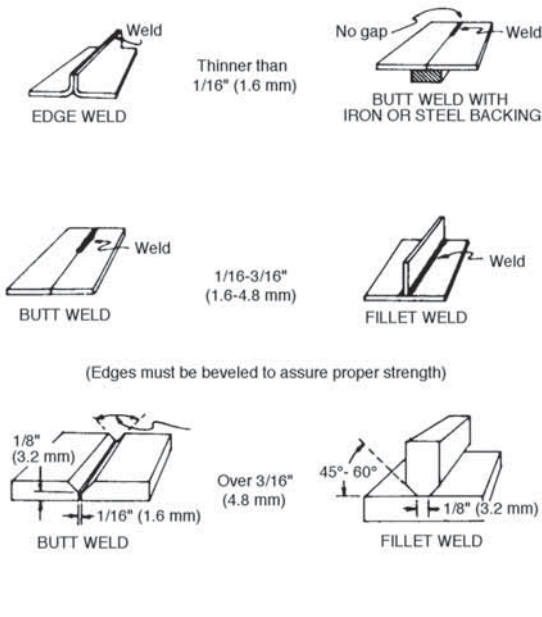 Weld
EDGE WELD
Thinner than
1/16" (1.6 mm)
No gap
Weld
BUTT WELD WITH
IRON OR STEEL BACKING
Weld
BUTT WELD
1/16-3/16"
(1.6-4.8 mm)
Weld
FILLET WELD
(Edges must be beveled to assure proper strength)
1/8"
(3.2 mm)
1/16" (1.6 mm)
BUTT WELD
Over 3/16"
(4.8 mm)
45°- 60°
1/8" (3.2 mm)
FILLET WELD